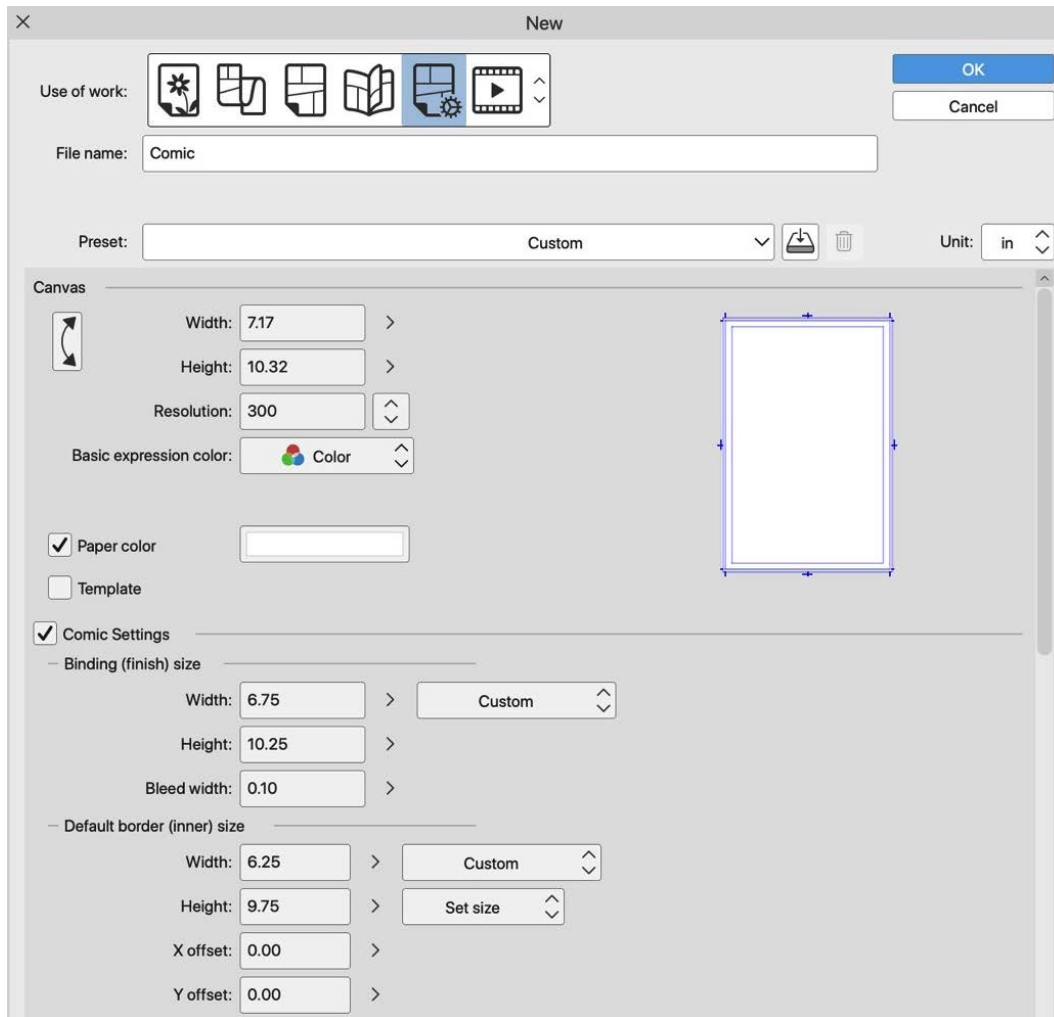 New
Use of work:
OK
Cancel
File name: Comic
Preset: Custom Unit: in
Canvas
Width: 7.17
Height: 10.32
Resolution: 300
Basic expression color: Color
Paper color
Template
Comic Settings
Binding (finish) size
Width: 6.75 Custom
Height: 10.25
Bleed width: 0.10
Default border (inner) size
Width: 6.25 Custom
Height: 9.75 Set size
X offset: 0.00
Y offset: 0.00